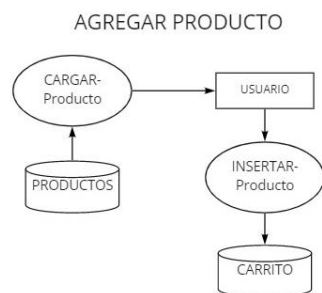 AGREGAR PRODUCTO
CARGAR-
Producto
USUARIO
PRODUCTOS
INSERTAR-
Producto
CARRITO